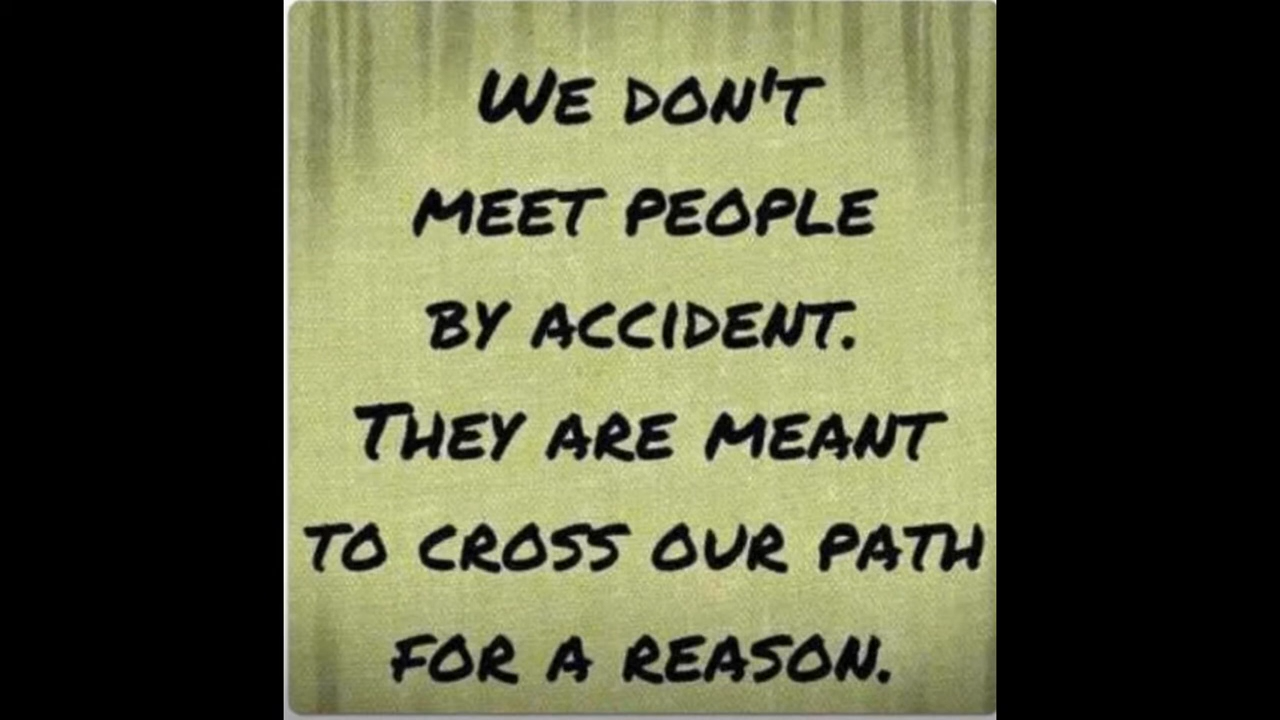 WE DON'T
MEET PEOPLE
BY ACCIDENT.
THEY ARE MEANT
TO CROSS OUR PATH
FOR A REASON.